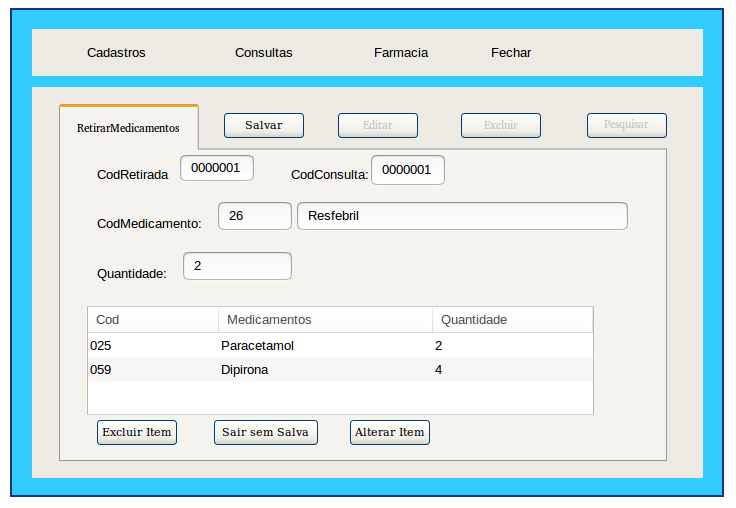 Cadastros Consultas Farmacia Fechar
RetirarMedicamentos Salvar Editar Excluir Pesquisar
CodRetirada 0000001 CodConsulta: 0000001
CodMedicamento: 26 Resfebril
Quantidade: 2
Cod Medicamentos Quantidade
025 Paracetamol 2
059 Dipirona 4
Excluir Item Sair sem Salva Alterar Item